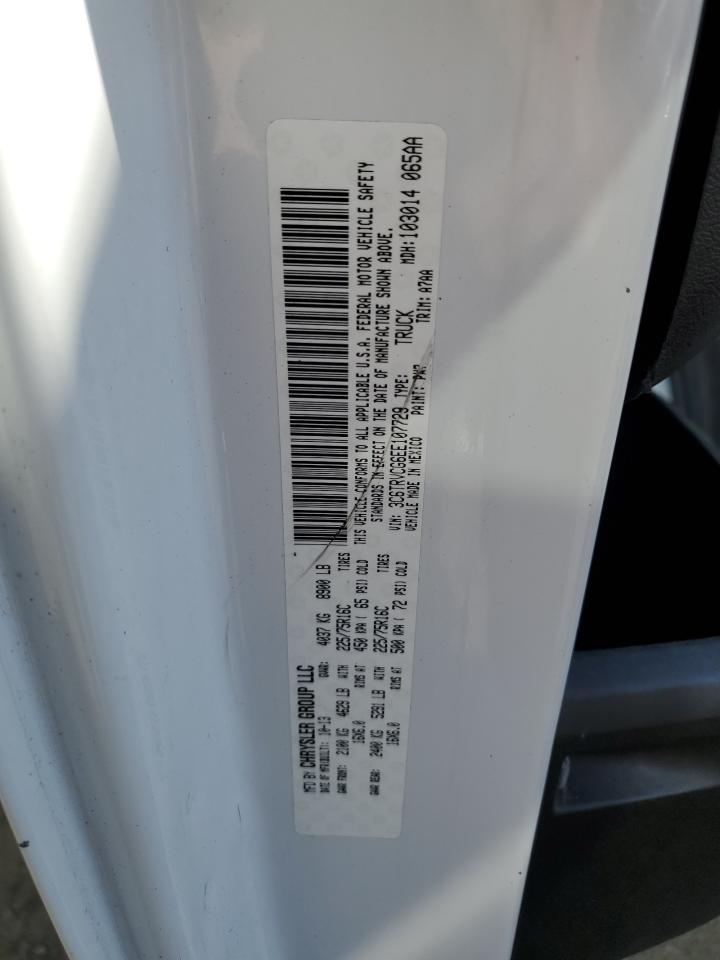 MFD BY: CHRYSLER GROUP LLC
DATE OF MFR/BUILT: 10-13 GVWR: 4037 KG 8900 LB
GAWR FRONT: 2100 KG 4629 LB WITH 225/75R16C TIRES
16X6.0 RIMS AT 450 KPA ( 65 PSI) COLD
GAWR REAR: 2400 KG 5291 LB WITH 225/75R16C TIRES
16X6.0 RIMS AT 500 KPA ( 72 PSI) COLD
THIS VEHICLE CONFORMS TO ALL APPLICABLE U.S.A. FEDERAL MOTOR VEHICLE SAFETY
STANDARDS IN EFFECT ON THE DATE OF MANUFACTURE SHOWN ABOVE.
VIN: 3C6TRVCG6EE107729 TYPE: TRUCK MDH: 103014 065AA
VEHICLE MADE IN MEXICO PAINT: PW7 TRIM: A7AA